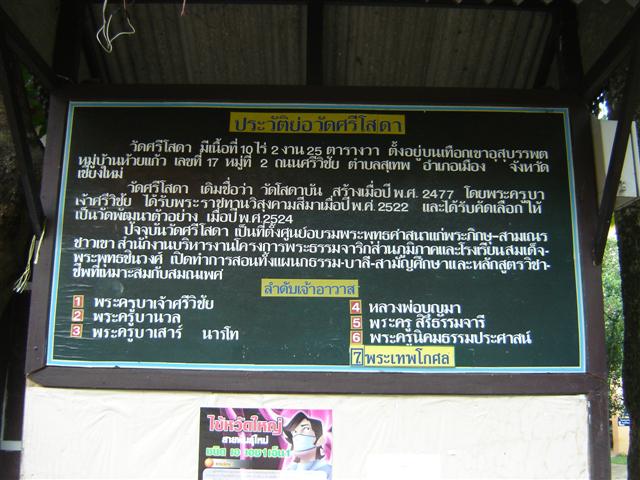 ประวัติย่อวัดศรีโสดา
วัดศรีโสดา มีเนื้อที่ 10 ไร่ 2 งาน 25 ตารางวา ตั้งอยู่บนเทือกเขาอุสุบรรพต
หมู่บ้านห้วยแก้ว เลขที่ 17 หมู่ที่ 2 ถนนศรีวิชัย ตำบลสุเทพ อำเภอเมือง จังหวัด
เชียงใหม่
วัดศรีโสดา เดิมชื่อว่า วัดโสดาบัน สร้างเมื่อปี พ.ศ. 2477 โดยพระครูบา
เจ้าศรีวิชัย ได้รับพระราชทานวิสุงคามสีมาเมื่อปี พ.ศ. 2522 และได้รับคัดเลือกให้
เป็นวัดพัฒนาตัวอย่าง เมื่อปี พ.ศ. 2524
ปัจจุบันวัดศรีโสดา เป็นที่ตั้งศูนย์อบรมพระพุทธศาสนาแก่พระภิกษุ-สามเณร
ชาวเขา สำนักงานบริหารงานโครงการพระธรรมจาริกส่วนภูมิภาคและโรงเรียนสมเด็จ-
พระพุทธชินวงศ์ เปิดทำการสอนทั้งแผนกธรรม-บาลี-สามัญศึกษาและหลักสูตรวิชา-
ชีพที่เหมาะสมกับสมณเพศ
ลำดับเจ้าอาวาส
1 พระครูบาเจ้าศรีวิชัย
2 พระครูบานวล
3 พระครูบาเสาร์ นารโท
4 หลวงพ่อบุญมา
5 พระครู สิริธรรมจารี
6 พระครูนิคมธรรมประศาสน์
7 พระเทพโกศล
ไข้หวัดใหญ่
สายพันธุ์ใหม่
ชนิด เอ เอช1เอ็น1